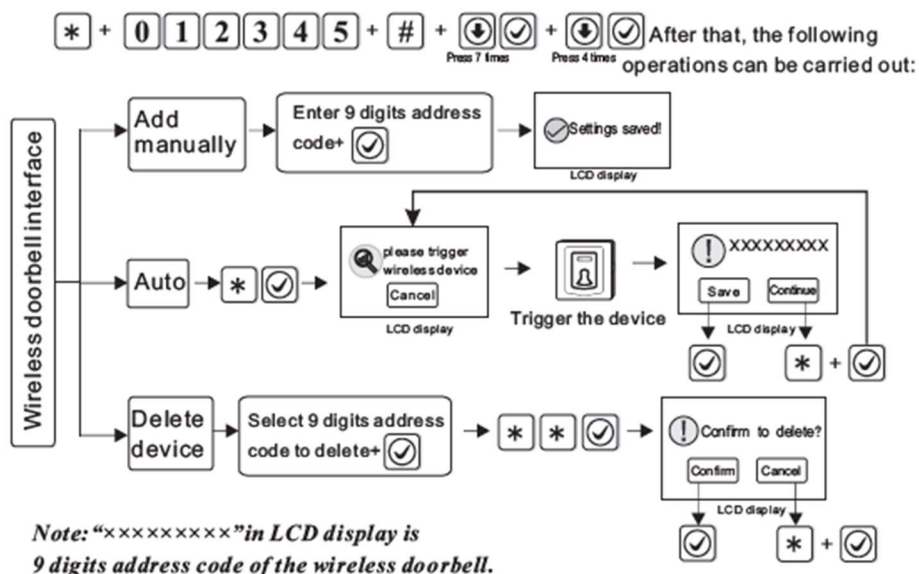 * + 0 1 2 3 4 5 + # + + After that, the following
Press 7 times Press 4 times operations can be carried out:
Wireless doorbell interface
Add
manually
Enter 9 digits address
code+
Settings saved!
LCD display
Auto
*
please trigger
wireless device
Cancel
LCD display
Trigger the device
! XXXXXXXXX
Save Continue
LCD display
* +
Delete
device
Select 9 digits address
code to delete+
* *
! Confirm to delete?
Confirm Cancel
LCD display
* +
Note: “×××××××××”in LCD display is
9 digits address code of the wireless doorbell.